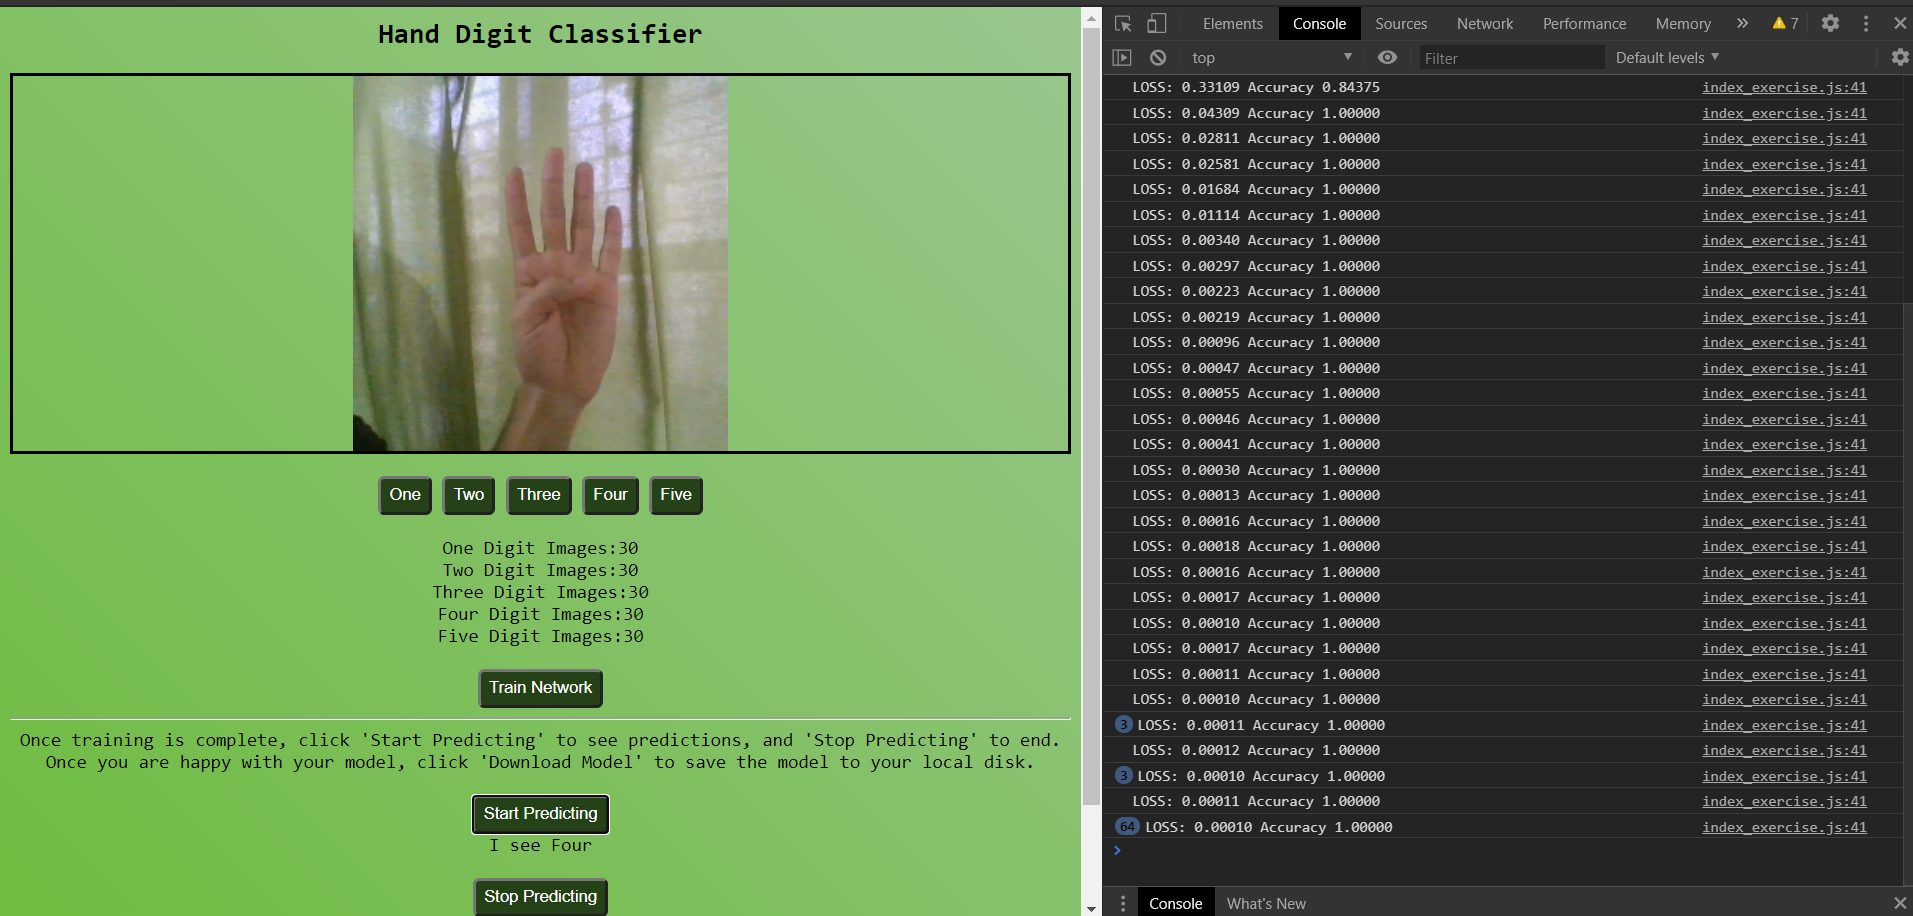 Hand Digit Classifier
One Two Three Four Five
One Digit Images:30
Two Digit Images:30
Three Digit Images:30
Four Digit Images:30
Five Digit Images:30
Train Network
Once training is complete, click 'Start Predicting' to see predictions, and 'Stop Predicting' to end.
Once you are happy with your model, click 'Download Model' to save the model to your local disk.
Start Predicting
I see Four
Stop Predicting
Elements Console Sources Network Performance Memory » 7
top Filter Default levels
LOSS: 0.33109 Accuracy 0.84375 index_exercise.js:41
LOSS: 0.04309 Accuracy 1.00000 index_exercise.js:41
LOSS: 0.02811 Accuracy 1.00000 index_exercise.js:41
LOSS: 0.02581 Accuracy 1.00000 index_exercise.js:41
LOSS: 0.01684 Accuracy 1.00000 index_exercise.js:41
LOSS: 0.01114 Accuracy 1.00000 index_exercise.js:41
LOSS: 0.00340 Accuracy 1.00000 index_exercise.js:41
LOSS: 0.00297 Accuracy 1.00000 index_exercise.js:41
LOSS: 0.00223 Accuracy 1.00000 index_exercise.js:41
LOSS: 0.00219 Accuracy 1.00000 index_exercise.js:41
LOSS: 0.00096 Accuracy 1.00000 index_exercise.js:41
LOSS: 0.00047 Accuracy 1.00000 index_exercise.js:41
LOSS: 0.00055 Accuracy 1.00000 index_exercise.js:41
LOSS: 0.00046 Accuracy 1.00000 index_exercise.js:41
LOSS: 0.00041 Accuracy 1.00000 index_exercise.js:41
LOSS: 0.00030 Accuracy 1.00000 index_exercise.js:41
LOSS: 0.00013 Accuracy 1.00000 index_exercise.js:41
LOSS: 0.00016 Accuracy 1.00000 index_exercise.js:41
LOSS: 0.00018 Accuracy 1.00000 index_exercise.js:41
LOSS: 0.00016 Accuracy 1.00000 index_exercise.js:41
LOSS: 0.00017 Accuracy 1.00000 index_exercise.js:41
LOSS: 0.00010 Accuracy 1.00000 index_exercise.js:41
LOSS: 0.00017 Accuracy 1.00000 index_exercise.js:41
LOSS: 0.00011 Accuracy 1.00000 index_exercise.js:41
LOSS: 0.00010 Accuracy 1.00000 index_exercise.js:41
3 LOSS: 0.00011 Accuracy 1.00000 index_exercise.js:41
LOSS: 0.00012 Accuracy 1.00000 index_exercise.js:41
3 LOSS: 0.00010 Accuracy 1.00000 index_exercise.js:41
LOSS: 0.00011 Accuracy 1.00000 index_exercise.js:41
64 LOSS: 0.00010 Accuracy 1.00000 index_exercise.js:41
Console What's New